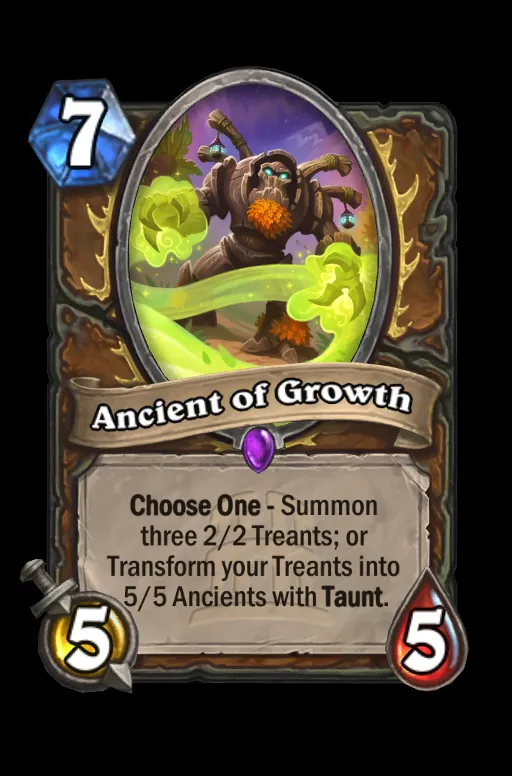 7
Ancient of Growth
Choose One - Summon
three 2/2 Treants; or
Transform your Treants into
5/5 Ancients with Taunt.
5
5